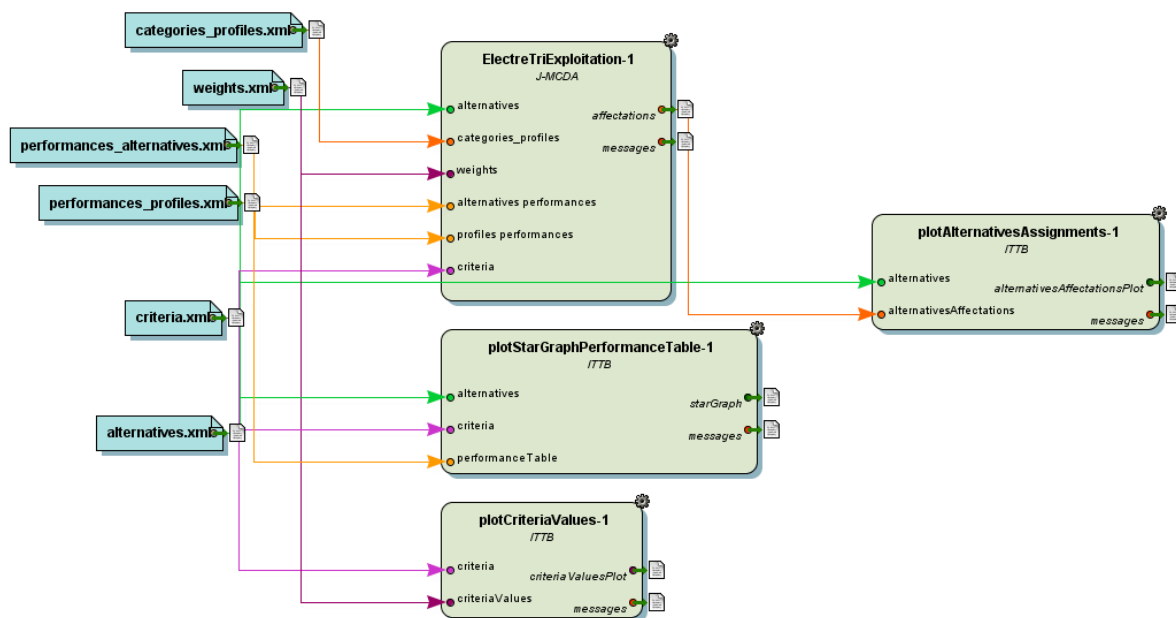 categories_profiles.xml
weights.xml
performances_alternatives.xml
performances_profiles.xml
criteria.xml
alternatives.xml
ElectreTriExploitation-1
J-MCDA
alternatives
affectations
categories_profiles
messages
weights
alternatives performances
profiles performances
criteria
plotAlternativesAssignments-1
ITTB
alternatives
alternativesAffectationsPlot
alternativesAffectations
messages
plotStarGraphPerformanceTable-1
ITTB
alternatives
starGraph
criteria
messages
performanceTable
plotCriteriaValues-1
ITTB
criteria
criteriaValuesPlot
criteriaValues
messages